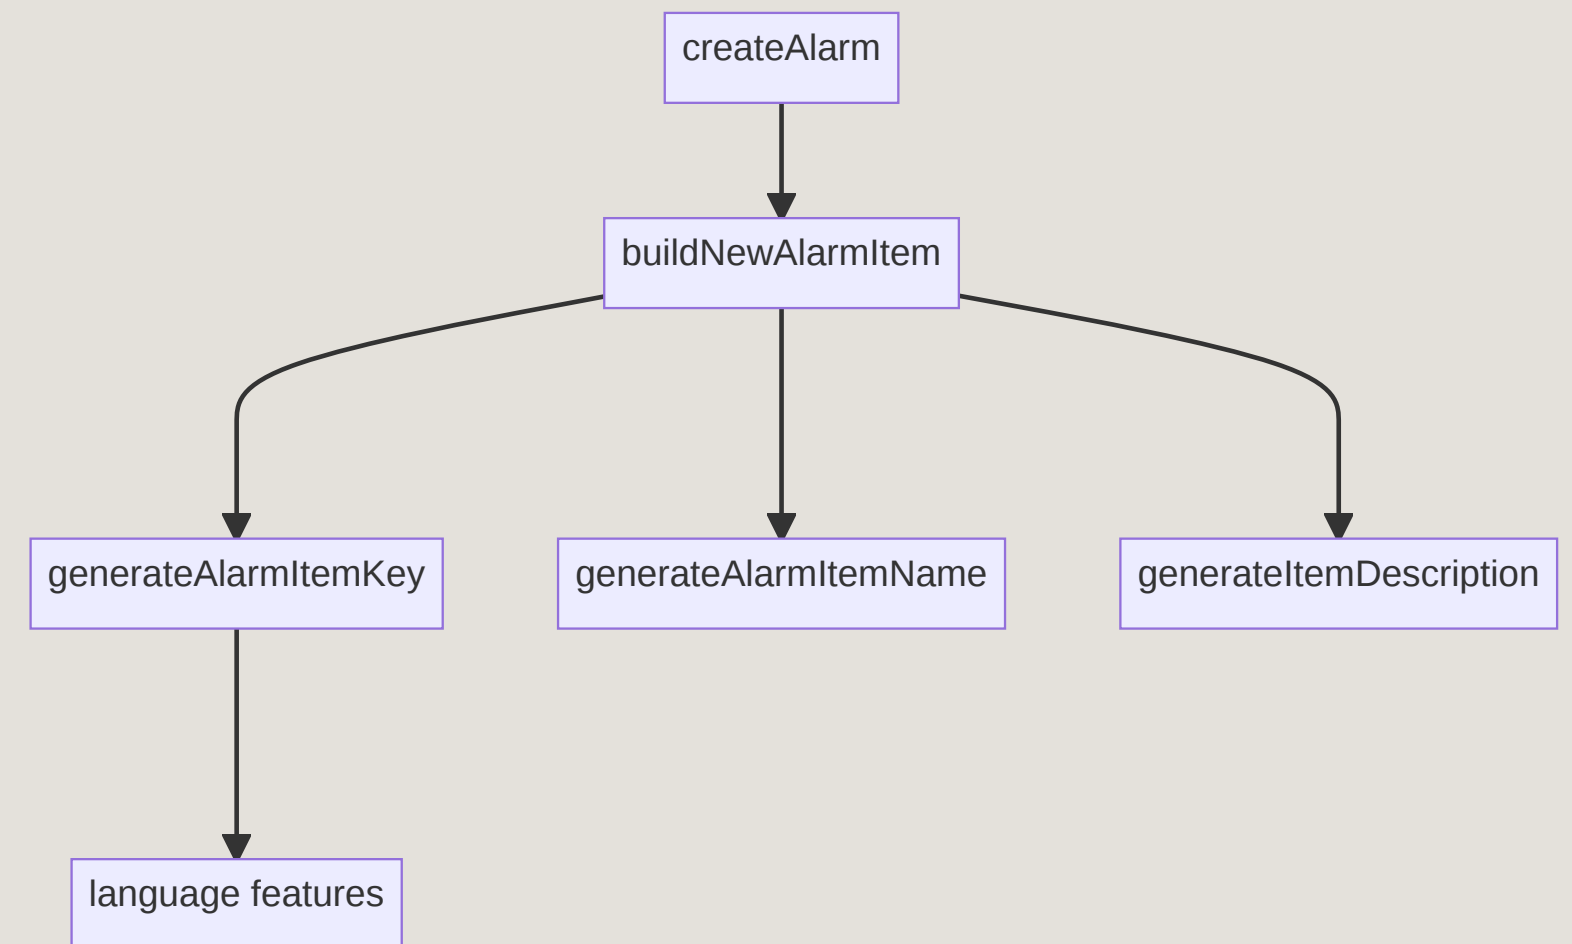 createAlarm
buildNewAlarmItem
generateAlarmItemKey
generateAlarmItemName
generateItemDescription
language features